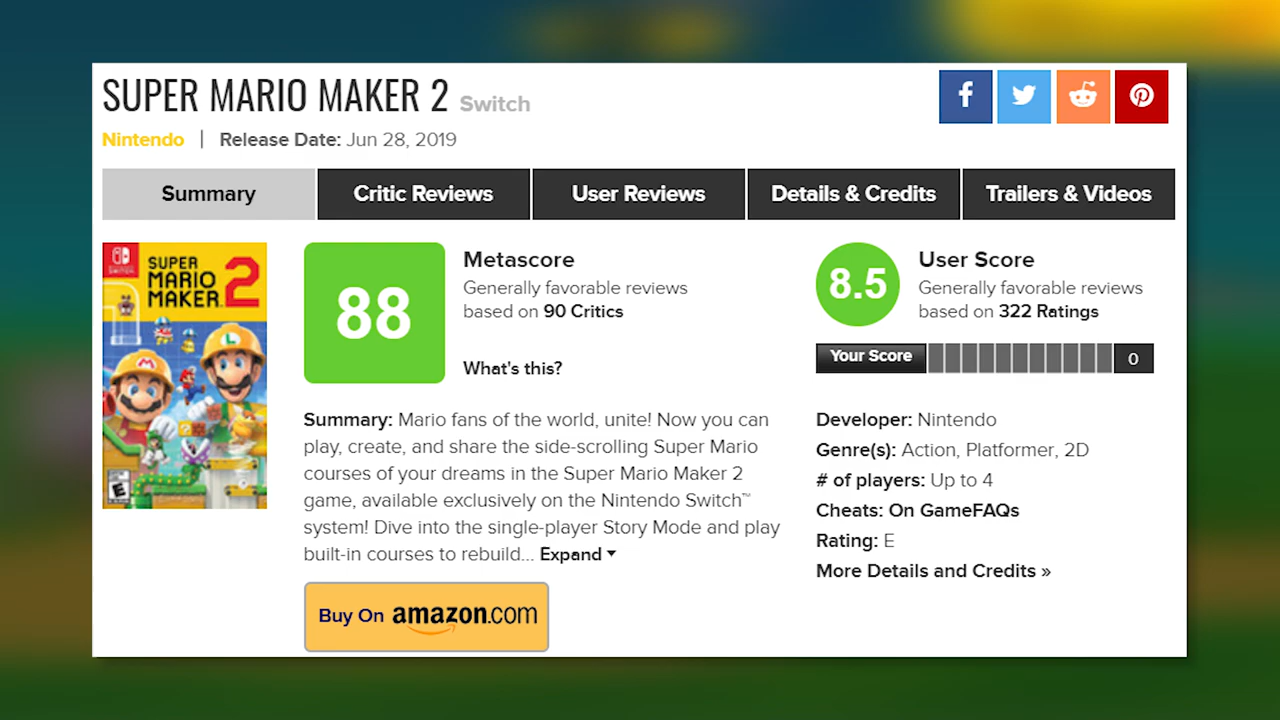 SUPER MARIO MAKER 2 Switch
Nintendo | Release Date: Jun 28, 2019
Summary Critic Reviews User Reviews Details & Credits Trailers & Videos
SUPER
MARIO
MAKER 2
88
Metascore
Generally favorable reviews
based on 90 Critics
What's this?
8.5
User Score
Generally favorable reviews
based on 322 Ratings
Your Score 0
Summary: Mario fans of the world, unite! Now you can
play, create, and share the side-scrolling Super Mario
courses of your dreams in the Super Mario Maker 2
game, available exclusively on the Nintendo Switch™
system! Dive into the single-player Story Mode and play
built-in courses to rebuild... Expand
Buy On amazon.com
Developer: Nintendo
Genre(s): Action, Platformer, 2D
# of players: Up to 4
Cheats: On GameFAQs
Rating: E
More Details and Credits »